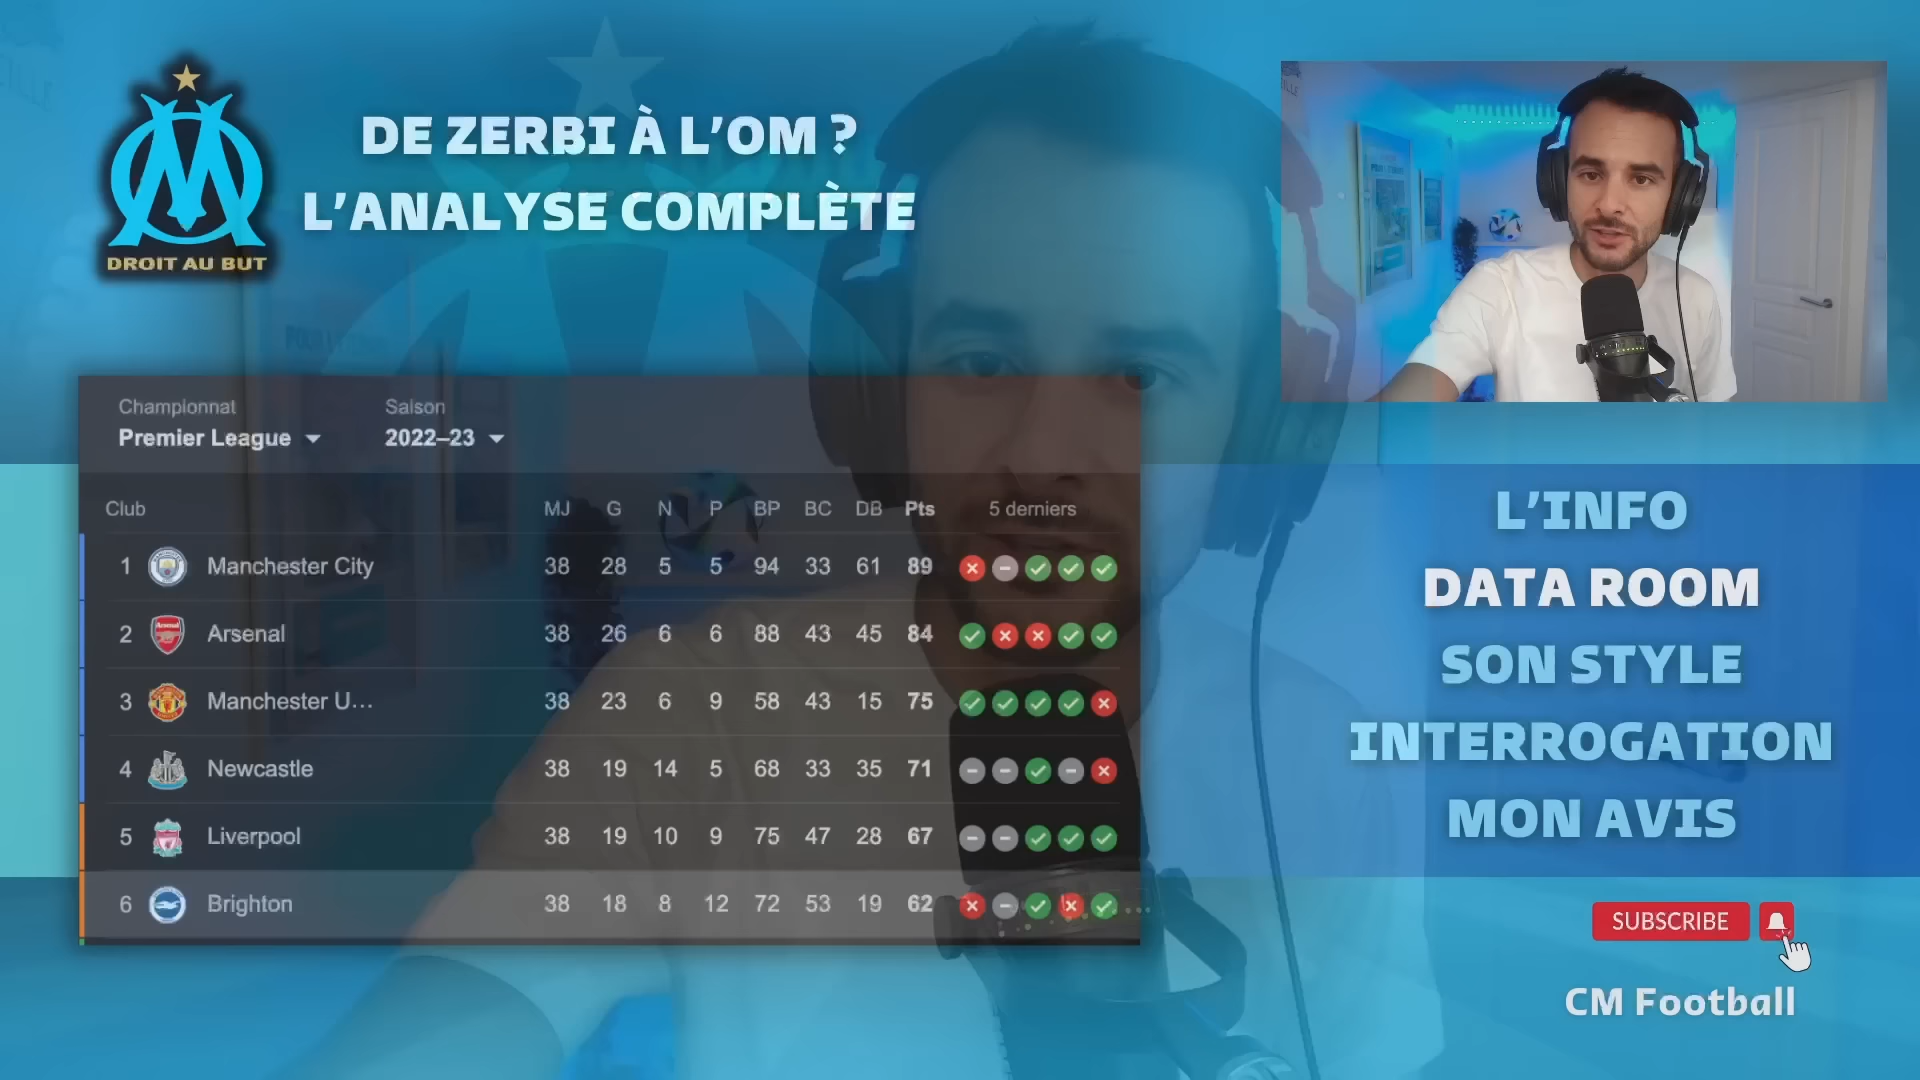 DE ZERBI À L'OM ?
L'ANALYSE COMPLÈTE
DROIT AU BUT
Championnat Saison
Premier League 2022–23
Club MJ G N P BP BC DB Pts 5 derniers
1 Manchester City 38 28 5 5 94 33 61 89
2 Arsenal 38 26 6 6 88 43 45 84
3 Manchester U... 38 23 6 9 58 43 15 75
4 Newcastle 38 19 14 5 68 33 35 71
5 Liverpool 38 19 10 9 75 47 28 67
6 Brighton 38 18 8 12 72 53 19 62
L'INFO
DATA ROOM
SON STYLE
INTERROGATION
MON AVIS
SUBSCRIBE
CM Football